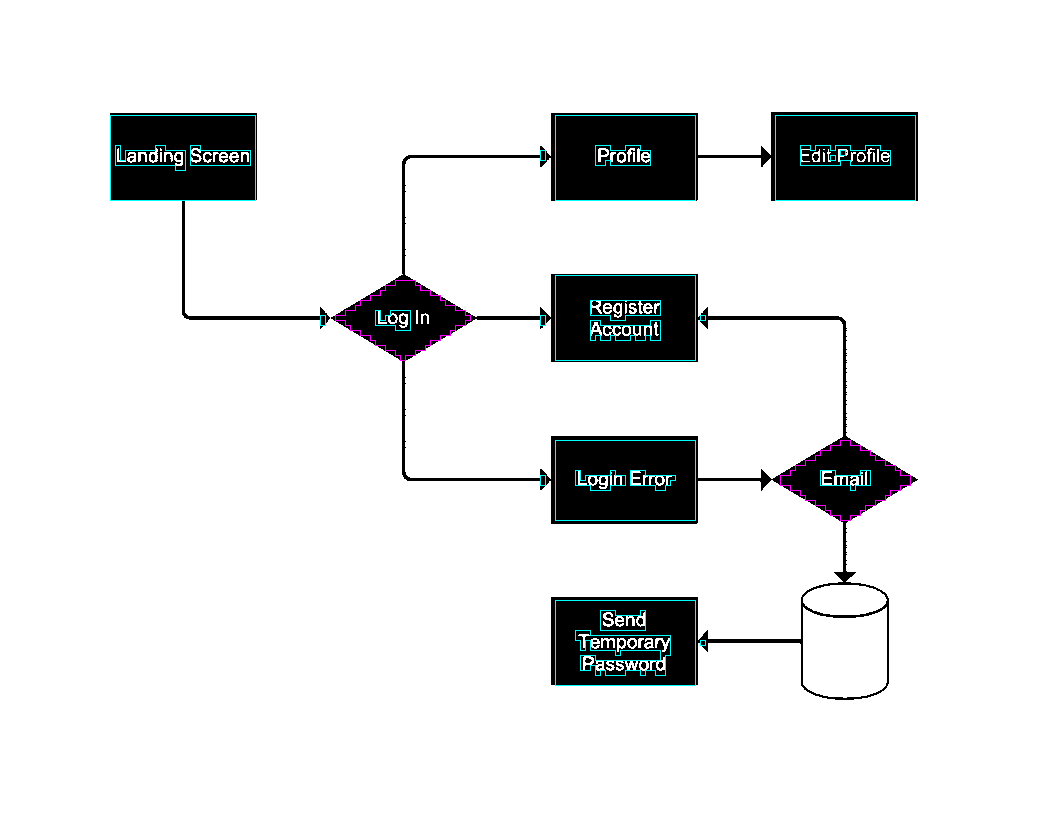 Landing Screen
Profile
Edit Profile
Log In
Register
Account
Login Error
Email
Send
Temporary
Password